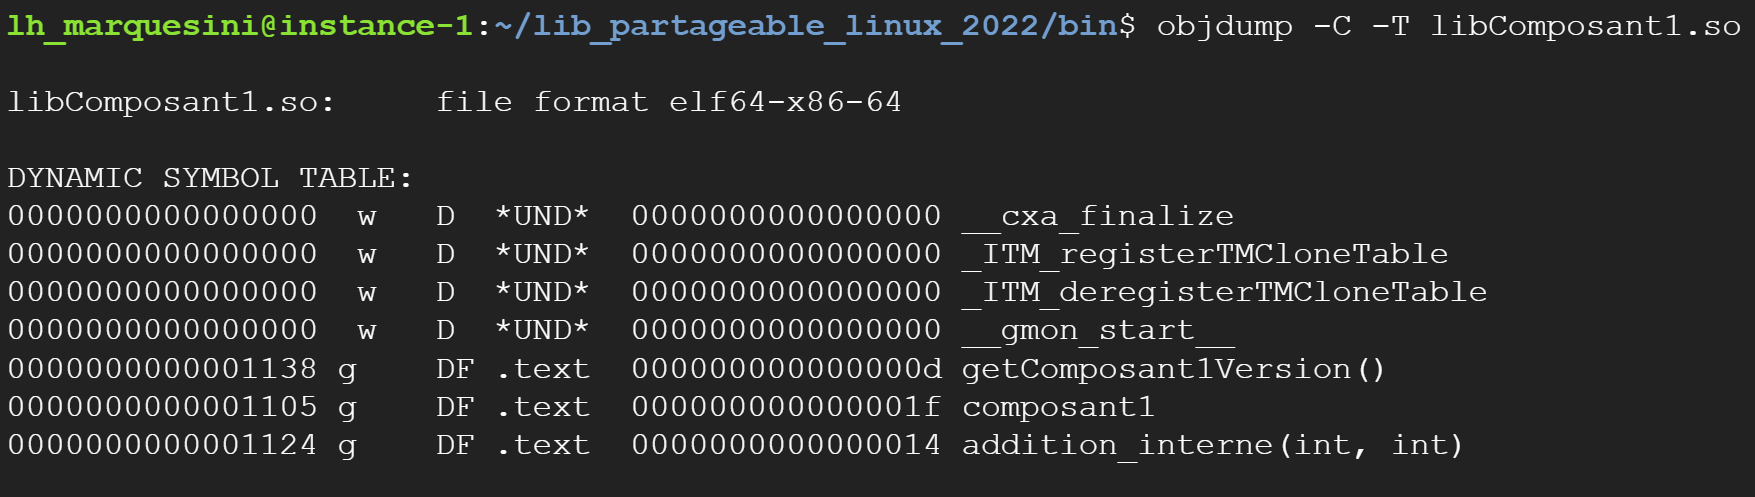 lh_marquesini@instance-1:~/lib_partageable_linux_2022/bin$ objdump -C -T libComposant1.so
libComposant1.so:     file format elf64-x86-64
DYNAMIC SYMBOL TABLE:
0000000000000000  w    D  *UND*  0000000000000000 __cxa_finalize
0000000000000000  w    D  *UND*  0000000000000000 _ITM_registerTMCloneTable
0000000000000000  w    D  *UND*  0000000000000000 _ITM_deregisterTMCloneTable
0000000000000000  w    D  *UND*  0000000000000000 __gmon_start__
0000000000001138 g    DF .text  000000000000000d getComposant1Version()
0000000000001105 g    DF .text  000000000000001f composant1
0000000000001124 g    DF .text  0000000000000014 addition_interne(int, int)